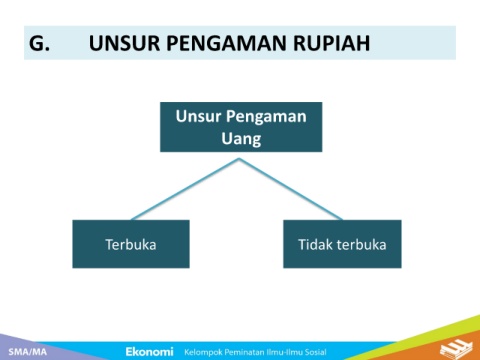 G. UNSUR PENGAMAN RUPIAH
Unsur Pengaman
Uang
Terbuka
Tidak terbuka
SMA/MA
Ekonomi Kelompok Peminatan Ilmu-Ilmu Sosial